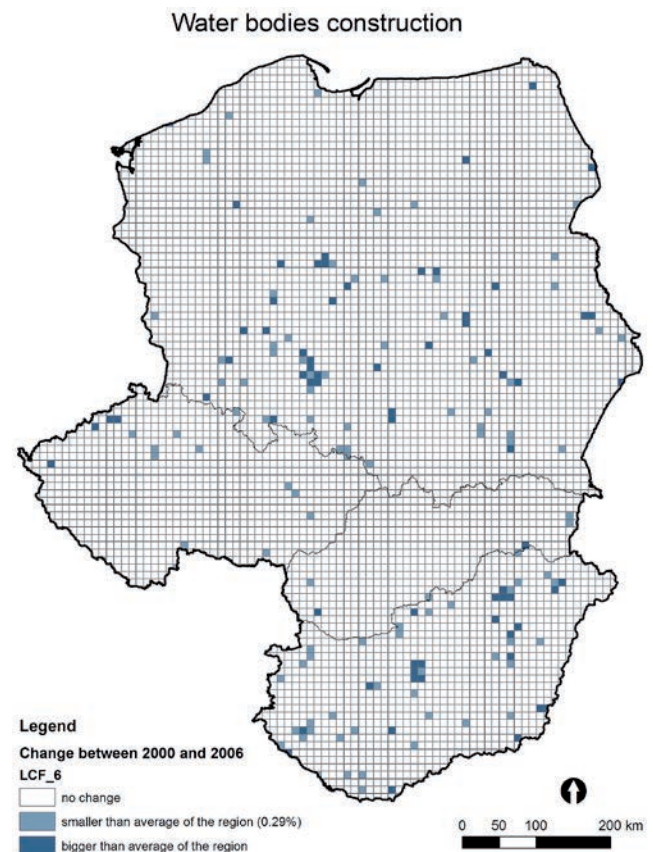 Water bodies construction
Legend
Change between 2000 and 2006
LCF_6
no change
smaller than average of the region (0.29%)
bigger than average of the region
0 50 100 200 km